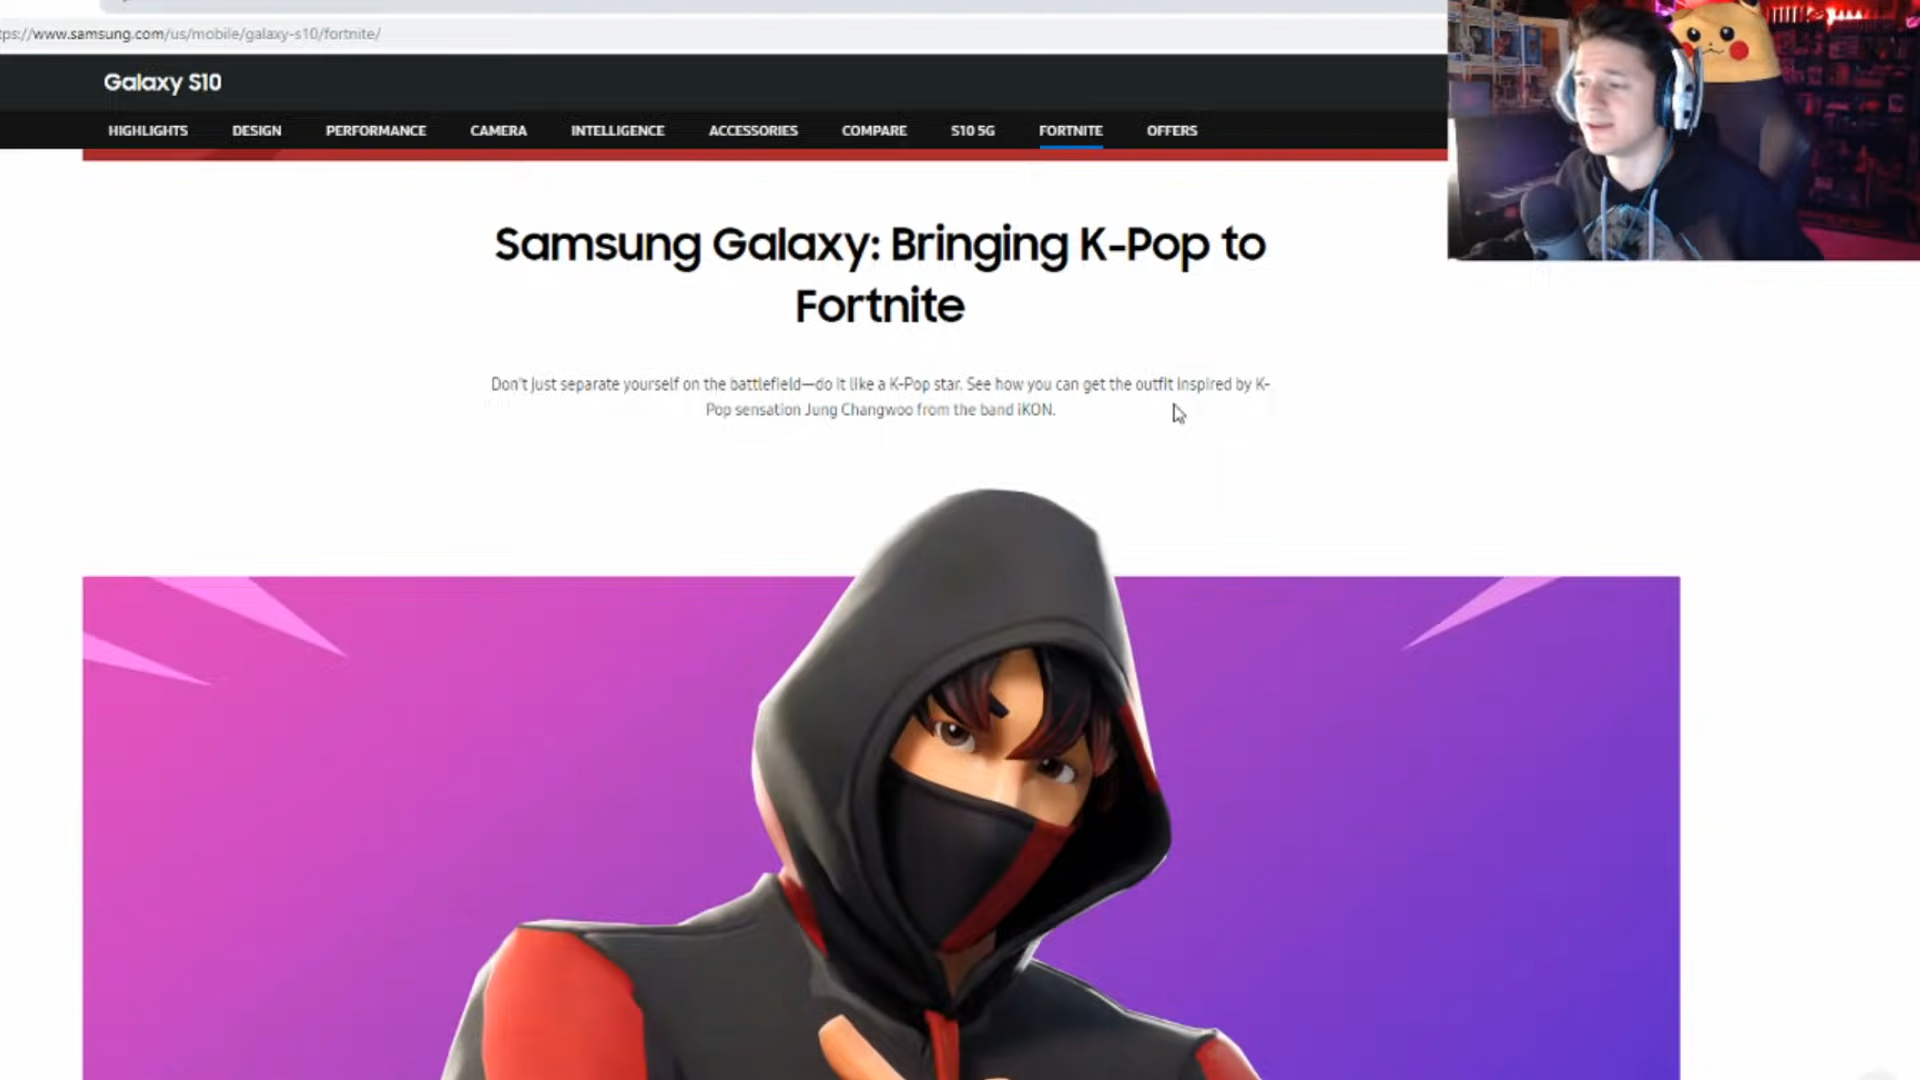 tps://www.samsung.com/us/mobile/galaxy-s10/fortnite/
Galaxy S10
HIGHLIGHTS DESIGN PERFORMANCE CAMERA INTELLIGENCE ACCESSORIES COMPARE S10 5G FORTNITE OFFERS
Samsung Galaxy: Bringing K-Pop to
Fortnite
Don't just separate yourself on the battlefield—do it like a K-Pop star. See how you can get the outfit inspired by K-
Pop sensation Jung Changwoo from the band iKON.